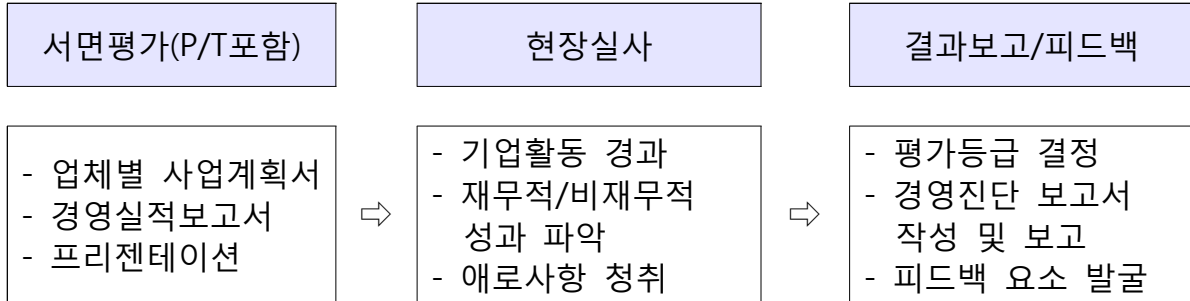 서면평가(P/T포함)
- 업체별 사업계획서
- 경영실적보고서
- 프리젠테이션
⇨
현장실사
- 기업활동 경과
- 재무적/비재무적
성과 파악
- 애로사항 청취
⇨
결과보고/피드백
- 평가등급 결정
- 경영진단 보고서
작성 및 보고
- 피드백 요소 발굴